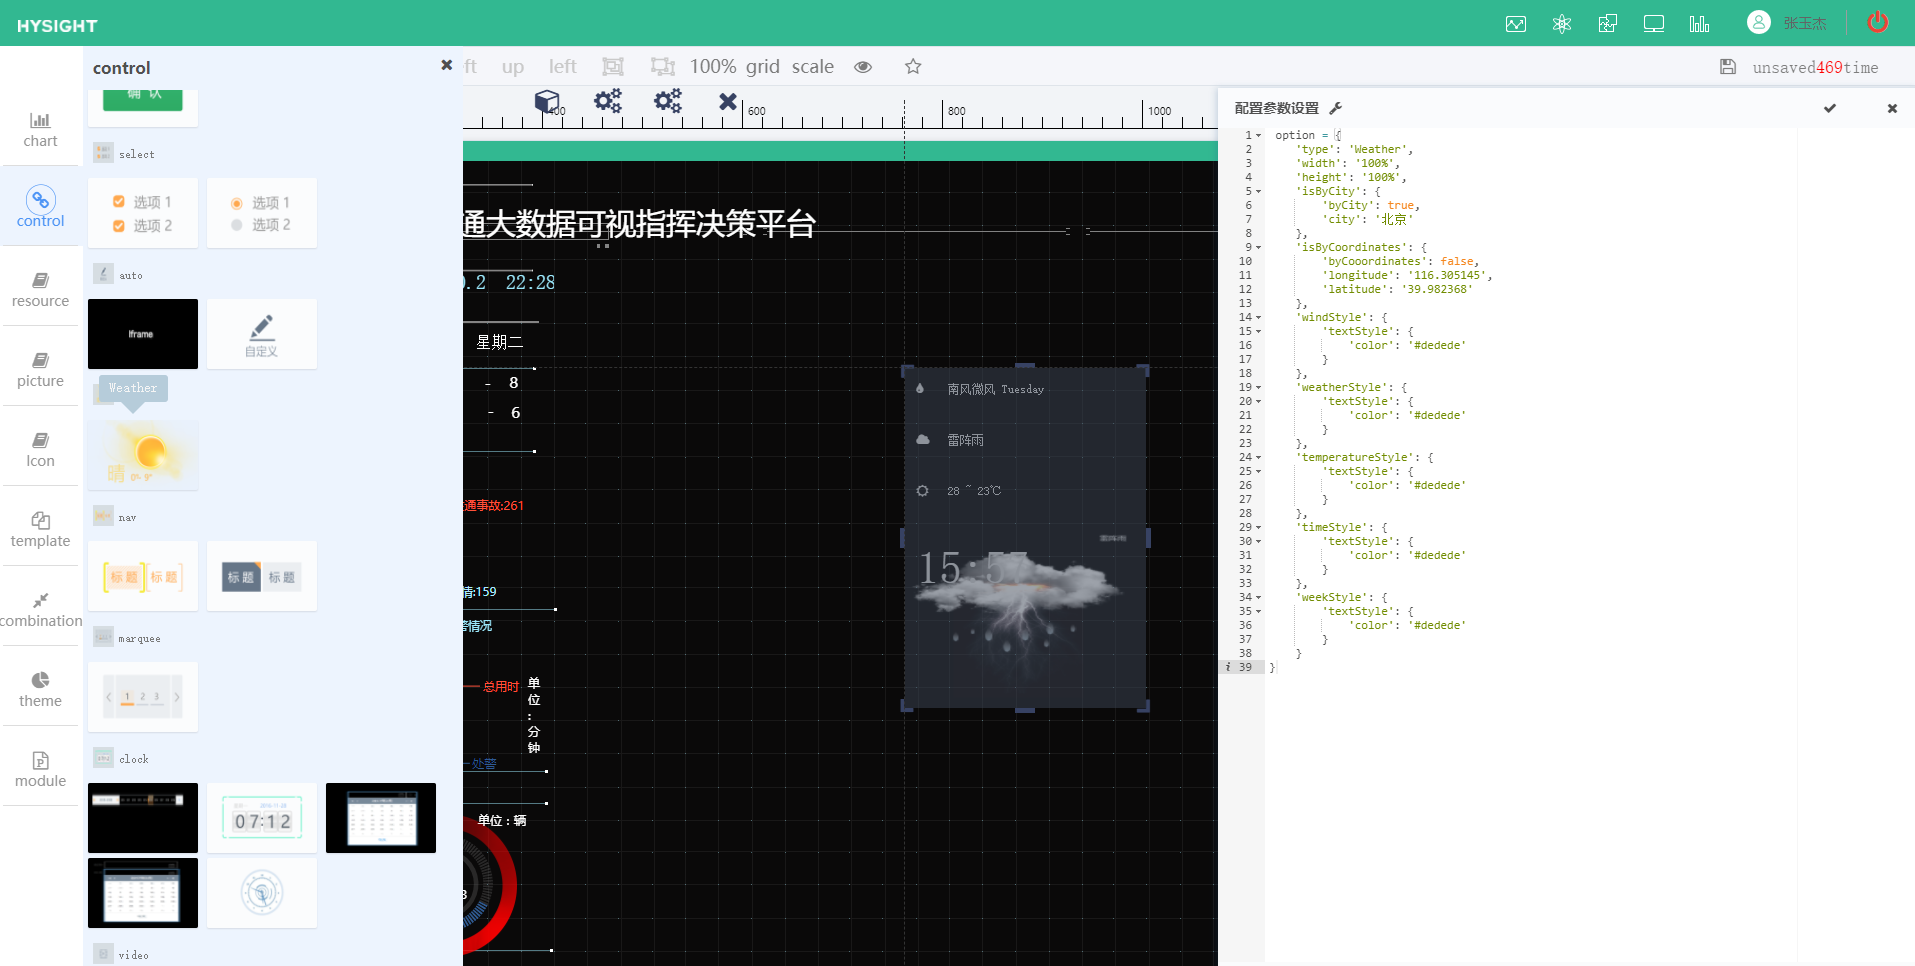 HYSIGHT
张玉杰
control
ft up left 100% grid scale
unsaved469time
chart
control
resource
picture
Icon
template
combination
theme
module
确 认
select
选项 1
选项 2
选项 1
选项 2
auto
Iframe
自定义
Weather
晴 0°- 9°
nav
标 题 标 题
标 题 标 题
marquee
1 2 3
clock
07:12
video
400 600 800 1000
通大数据可视指挥决策平台
.2 22:28
星期二
- 8
- 6
通事故:261
情:159
警情况
总用时
单位:分钟
处警
单位：辆
南风微风 Tuesday
雷阵雨
28 ~ 23℃
15:57
配置参数设置
1 option = {
2 'type': 'Weather',
3 'width': '100%',
4 'height': '100%',
5 'isByCity': {
6 'byCity': true,
7 'city': '北京'
8 },
9 'isByCoordinates': {
10 'byCooordinates': false,
11 'longitude': '116.305145',
12 'latitude': '39.982368'
13 },
14 'windStyle': {
15 'textStyle': {
16 'color': '#dedede'
17 }
18 },
19 'weatherStyle': {
20 'textStyle': {
21 'color': '#dedede'
22 }
23 },
24 'temperatureStyle': {
25 'textStyle': {
26 'color': '#dedede'
27 }
28 },
29 'timeStyle': {
30 'textStyle': {
31 'color': '#dedede'
32 }
33 },
34 'weekStyle': {
35 'textStyle': {
36 'color': '#dedede'
37 }
38 }
39 }